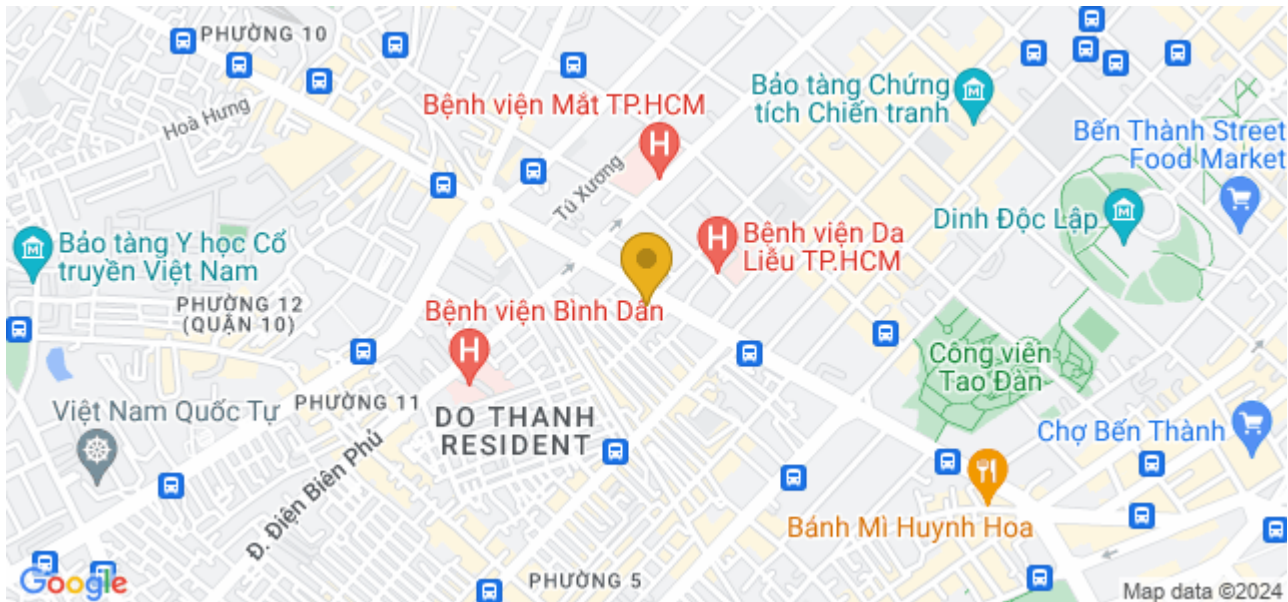 PHƯỜNG 10
Hoà Hưng
Bệnh viện Mắt TP.HCM
Bảo tàng Chứng
tích Chiến tranh
Bến Thành Street
Food Market
Tú Xương
Dinh Độc Lập
Bảo tàng Y học Cổ
truyền Việt Nam
Bệnh viện Da
Liễu TP.HCM
PHƯỜNG 12
(QUẬN 10)
Bệnh viện Bình Dân
Công viên
Tao Đàn
PHƯỜNG 11
Việt Nam Quốc Tự
DO THANH
RESIDENT
Chợ Bến Thành
Đ. Điện Biên Phủ
Bánh Mì Huynh Hoa
PHƯỜNG 5
Google
Map data ©2024